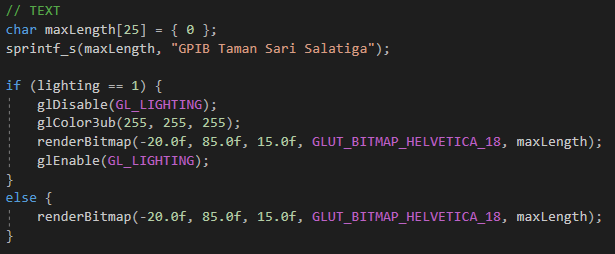 // TEXT
char maxLength[25] = { 0 };
sprintf_s(maxLength, "GPIB Taman Sari Salatiga");
if (lighting == 1) {
glDisable(GL_LIGHTING);
glColor3ub(255, 255, 255);
renderBitmap(-20.0f, 85.0f, 15.0f, GLUT_BITMAP_HELVETICA_18, maxLength);
glEnable(GL_LIGHTING);
}
else {
renderBitmap(-20.0f, 85.0f, 15.0f, GLUT_BITMAP_HELVETICA_18, maxLength);
}